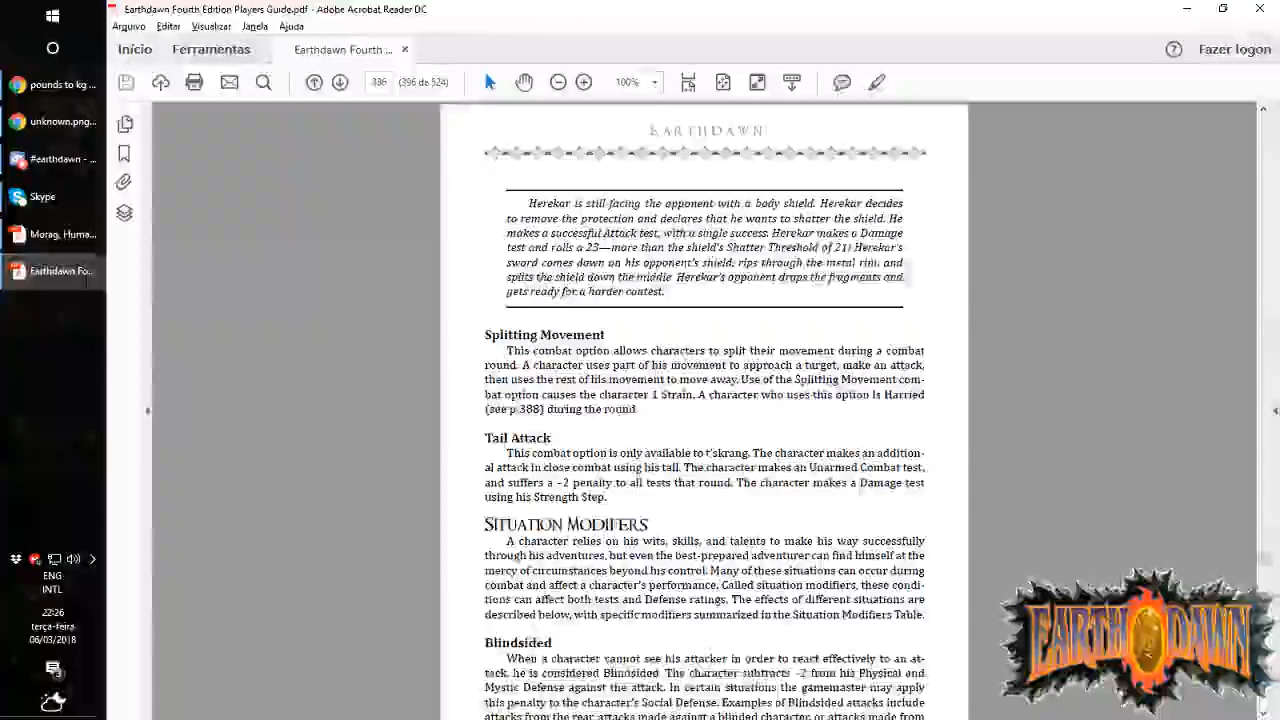 Earthdawn Fourth Edition Players Guide.pdf - Adobe Acrobat Reader DC
Arquivo Editar Visualizar Janela Ajuda
Início Ferramentas Earthdawn Fourth ... × Fazer logon
386 (396 de 524) 100%
pounds to kg ...
unknown.png...
#earthdawn - ...
Skype
Morag, Huma...
Earthdawn Fo...
EARTHDAWN
Herekar is still facing the opponent with a body shield. Herekar decides
to remove the protection and declares that he wants to shatter the shield. He
makes a successful Attack test, with a single success. Herekar makes a Damage
test and rolls a 23—more than the shield's Shatter Threshold of 21! Herekar's
sword comes down on his opponent's shield, rips through the metal rim, and
splits the shield down the middle. Herekar's opponent drops the fragments and
gets ready for a harder contest.
Splitting Movement
This combat option allows characters to split their movement during a combat
round. A character uses part of his movement to approach a target, make an attack,
then uses the rest of his movement to move away. Use of the Splitting Movement com-
bat option causes the character 1 Strain. A character who uses this option is Harried
(see p.388) during the round.
Tail Attack
This combat option is only available to t'skrang. The character makes an addition-
al attack in close combat using his tail. The character makes an Unarmed Combat test,
and suffers a -2 penalty to all tests that round. The character makes a Damage test
using his Strength Step.
SITUATION MODIFIERS
A character relies on his wits, skills, and talents to make his way successfully
through his adventures, but even the best-prepared adventurer can find himself at the
mercy of circumstances beyond his control. Many of these situations can occur during
combat and affect a character's performance. Called situation modifiers, these condi-
tions can affect both tests and Defense ratings. The effects of different situations are
described below, with specific modifiers summarized in the Situation Modifiers Table.
Blindsided
When a character cannot see his attacker in order to react effectively to an at-
tack, he is considered Blindsided. The character subtracts -2 from his Physical and
Mystic Defense against the attack. In certain situations the gamemaster may apply
this penalty to the character's Social Defense. Examples of Blindsided attacks include
attacks from the rear, attacks made against a blinded character, or attacks made from
ENG
INTL
22:26
terça-feira
06/03/2018
EARTHDAWN